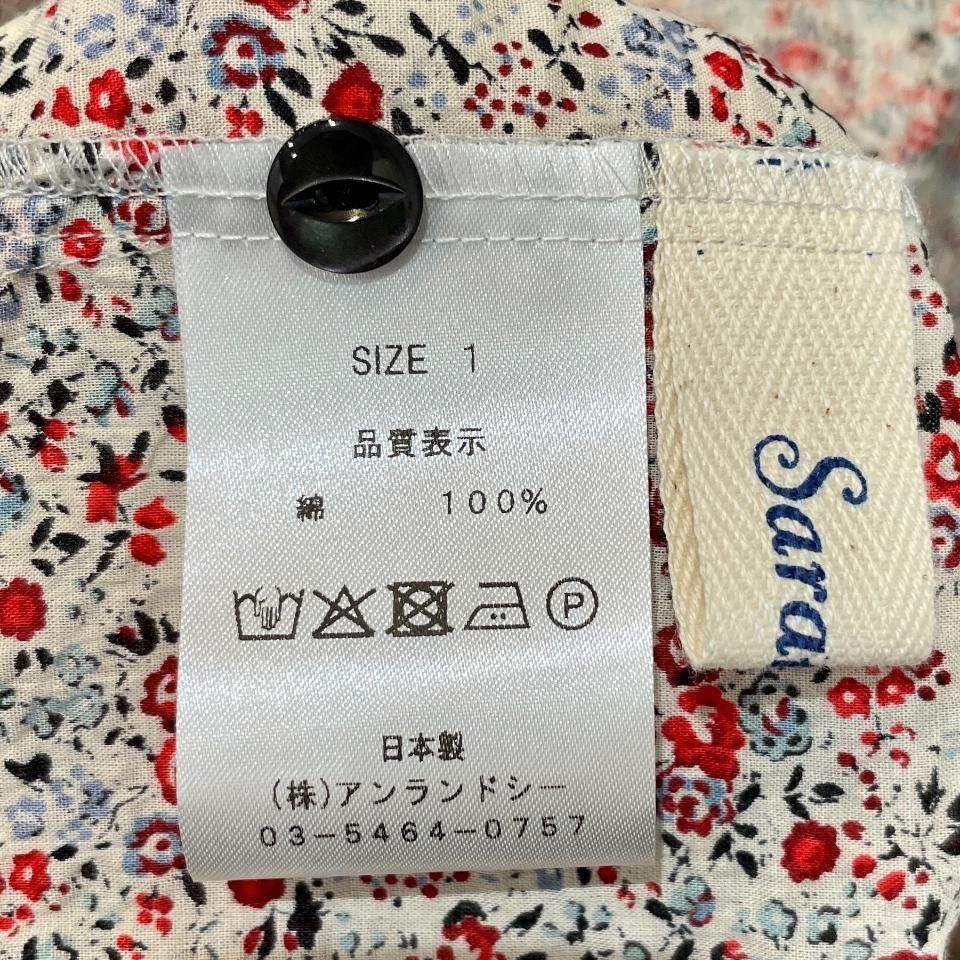 SIZE 1
品質表示
綿 100%
P
日本製
(株)アンランドシー
03-5464-0757
Sara